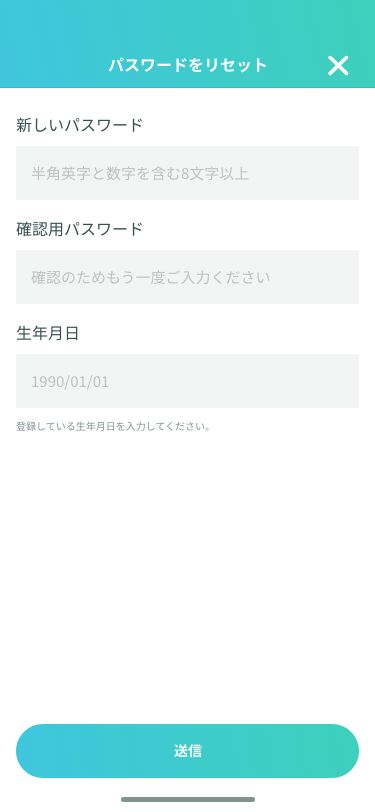 パスワードをリセット
新しいパスワード
半角英字と数字を含む8文字以上
確認用パスワード
確認のためもう一度ご入力ください
生年月日
1990/01/01
登録している生年月日を入力してください。
送信